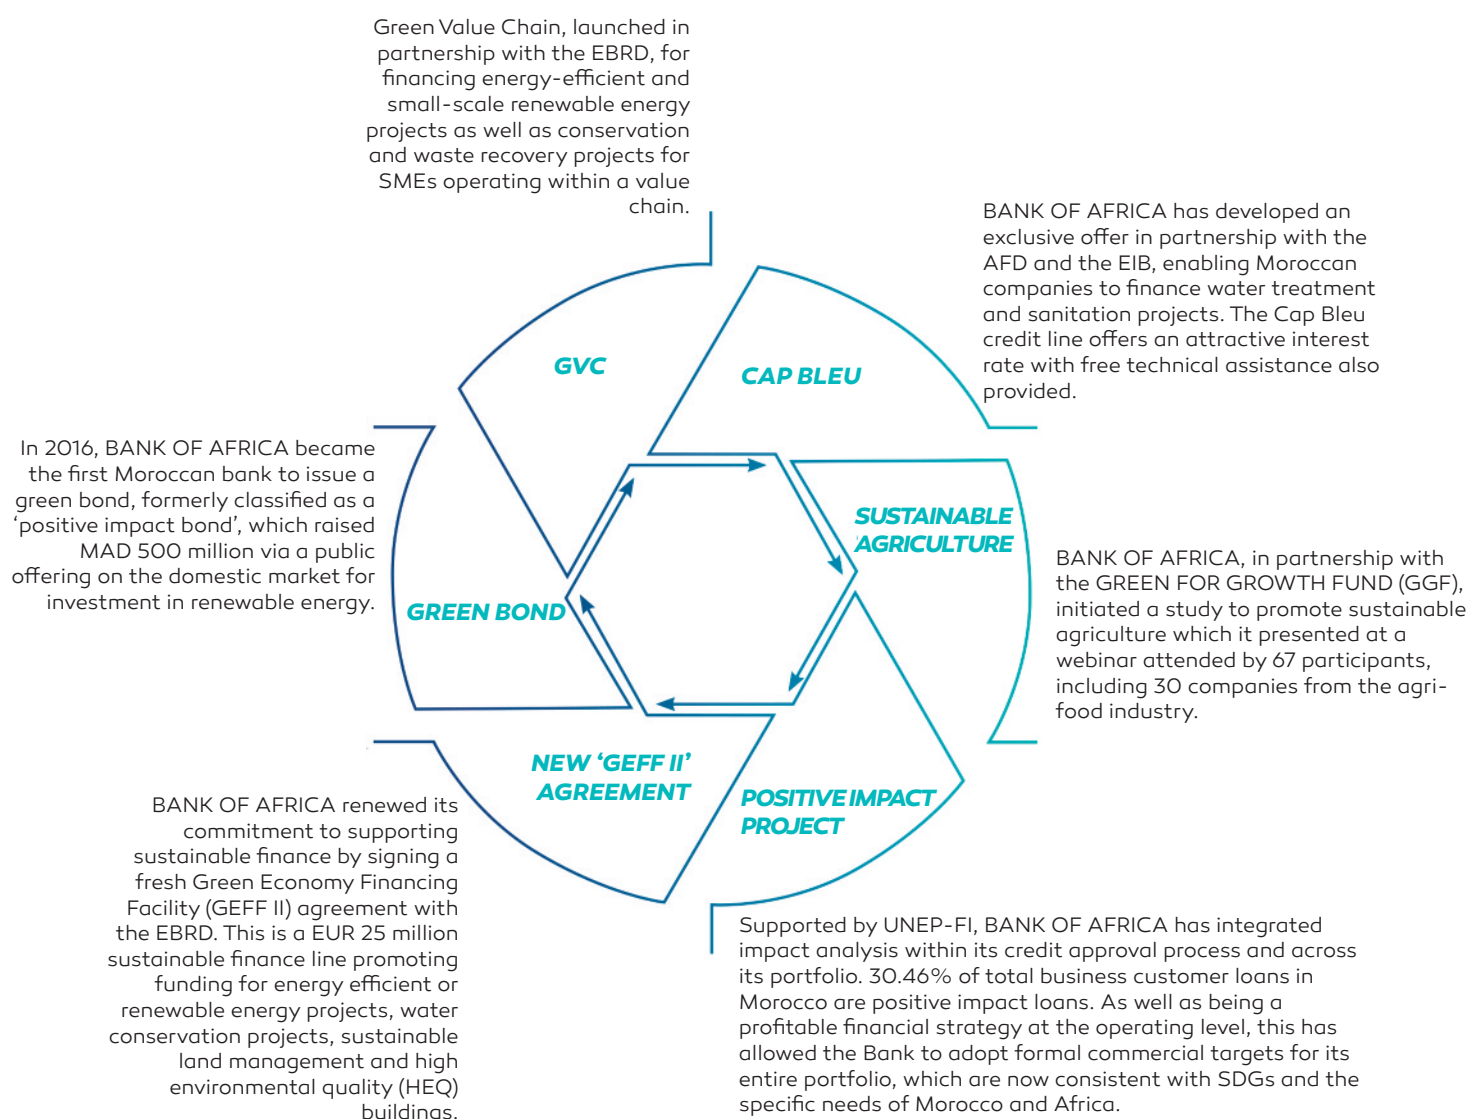 Green Value Chain, launched in
partnership with the EBRD, for
financing energy-efficient and
small-scale renewable energy
projects as well as conservation
and waste recovery projects for
SMEs operating within a value
chain.
GVC
BANK OF AFRICA has developed an
exclusive offer in partnership with the
AFD and the EIB, enabling Moroccan
companies to finance water treatment
and sanitation projects. The Cap Bleu
credit line offers an attractive interest
rate with free technical assistance also
provided.
CAP BLEU
In 2016, BANK OF AFRICA became
the first Moroccan bank to issue a
green bond, formerly classified as a
‘positive impact bond’, which raised
MAD 500 million via a public
offering on the domestic market for
investment in renewable energy.
GREEN BOND
SUSTAINABLE
AGRICULTURE
BANK OF AFRICA, in partnership with
the GREEN FOR GROWTH FUND (GGF),
initiated a study to promote sustainable
agriculture which it presented at a
webinar attended by 67 participants,
including 30 companies from the agri-
food industry.
NEW ‘GEFF II’
AGREEMENT
BANK OF AFRICA renewed its
commitment to supporting
sustainable finance by signing a
fresh Green Economy Financing
Facility (GEFF II) agreement with
the EBRD. This is a EUR 25 million
sustainable finance line promoting
funding for energy efficient or
renewable energy projects, water
conservation projects, sustainable
land management and high
environmental quality (HEQ)
buildings.
POSITIVE IMPACT
PROJECT
Supported by UNEP-FI, BANK OF AFRICA has integrated
impact analysis within its credit approval process and across
its portfolio. 30.46% of total business customer loans in
Morocco are positive impact loans. As well as being a
profitable financial strategy at the operating level, this has
allowed the Bank to adopt formal commercial targets for its
entire portfolio, which are now consistent with SDGs and the
specific needs of Morocco and Africa.